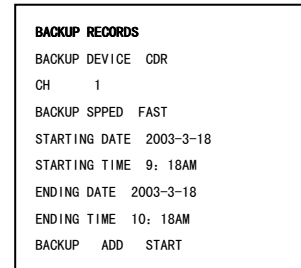 BACKUP RECORDS
BACKUP DEVICE CDR
CH 1
BACKUP SPPED FAST
STARTING DATE 2003-3-18
STARTING TIME 9：18AM
ENDING DATE 2003-3-18
ENDING TIME 10：18AM
BACKUP ADD START